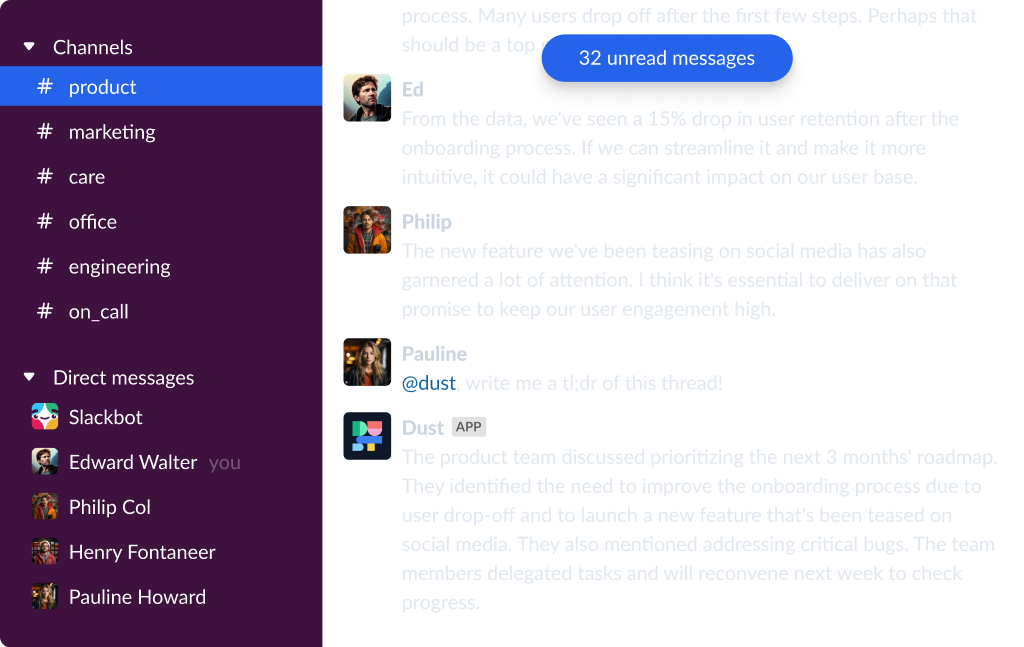 Channels
# product
# marketing
# care
# office
# engineering
# on_call
Direct messages
Slackbot
Edward Walter you
Philip Col
Henry Fontaneer
Pauline Howard
process. Many users drop off after the first few steps. Perhaps that
should be a top
32 unread messages
Ed
From the data, we've seen a 15% drop in user retention after the
onboarding process. If we can streamline it and make it more
intuitive, it could have a significant impact on our user base.
Philip
The new feature we've been teasing on social media has also
garnered a lot of attention. I think it's essential to deliver on that
promise to keep our user engagement high.
Pauline
@dust, write me a tl;dr of this thread!
Dust APP
The product team discussed prioritizing the next 3 months' roadmap.
They identified the need to improve the onboarding process due to
user drop-off and to launch a new feature that's been teased on
social media. They also mentioned addressing critical bugs. The team
members delegated tasks and will reconvene next week to check
progress.